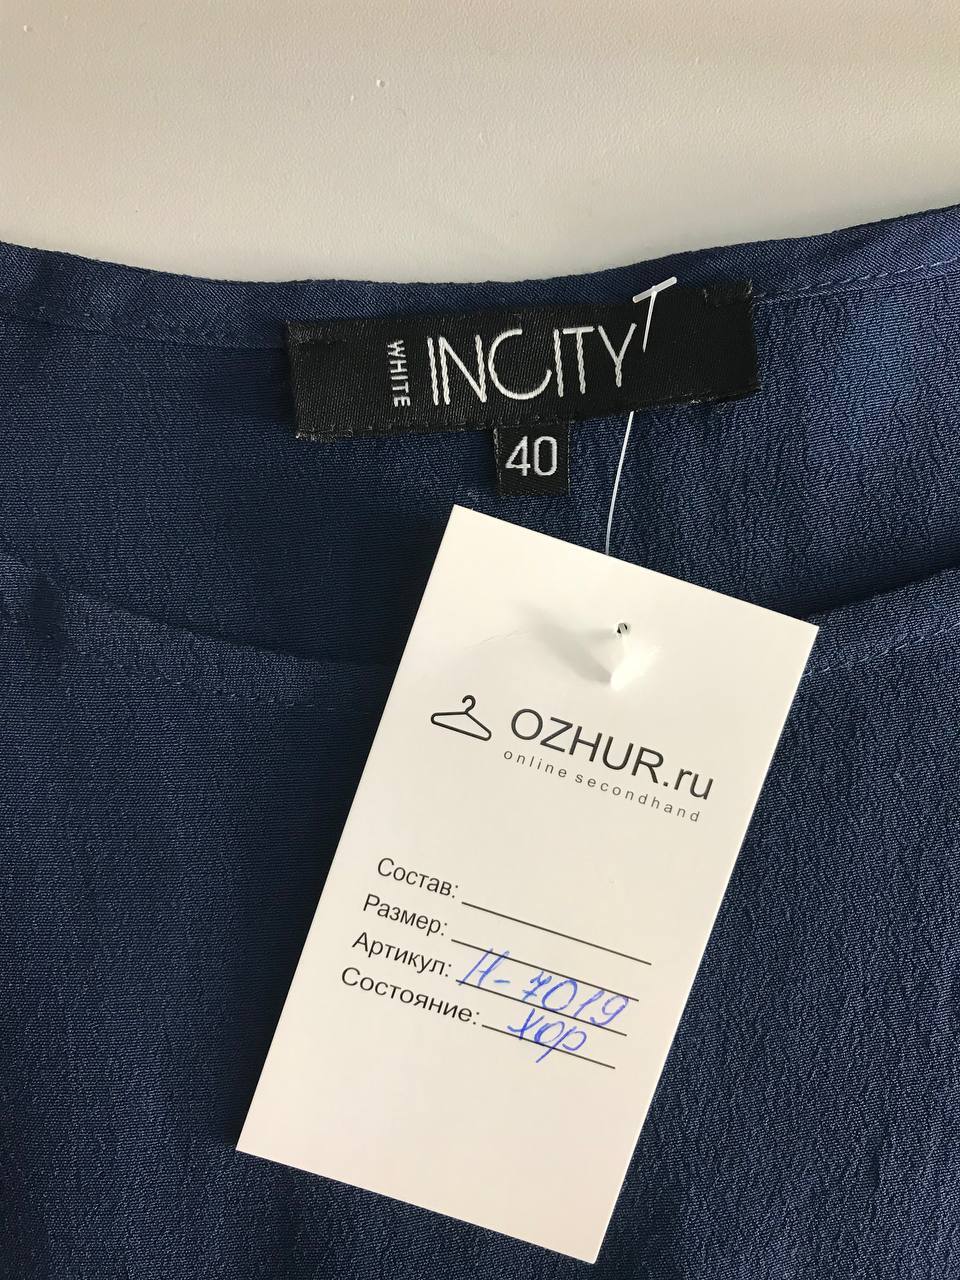 WHITE INCITY
40
OZHUR.ru
online secondhand
Состав:
Размер:
Артикул: Н-7019
Состояние: хор